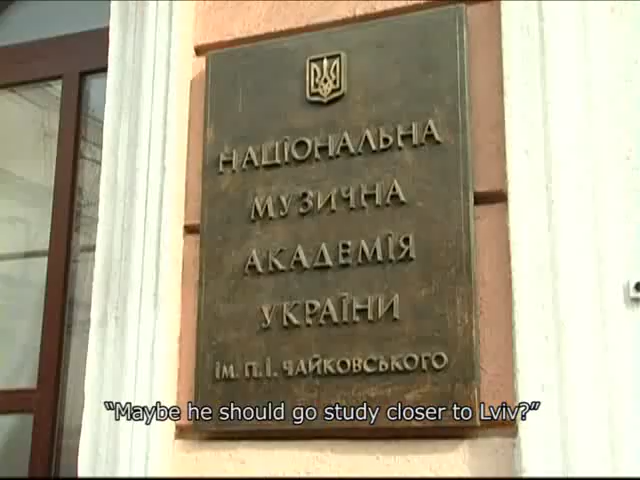 НАЦІОНАЛЬНА
МУЗИЧНА
АКАДЕМІЯ
УКРАЇНИ
ІМ. П.І. ЧАЙКОВСЬКОГО
“Maybe he should go study closer to Lviv?”